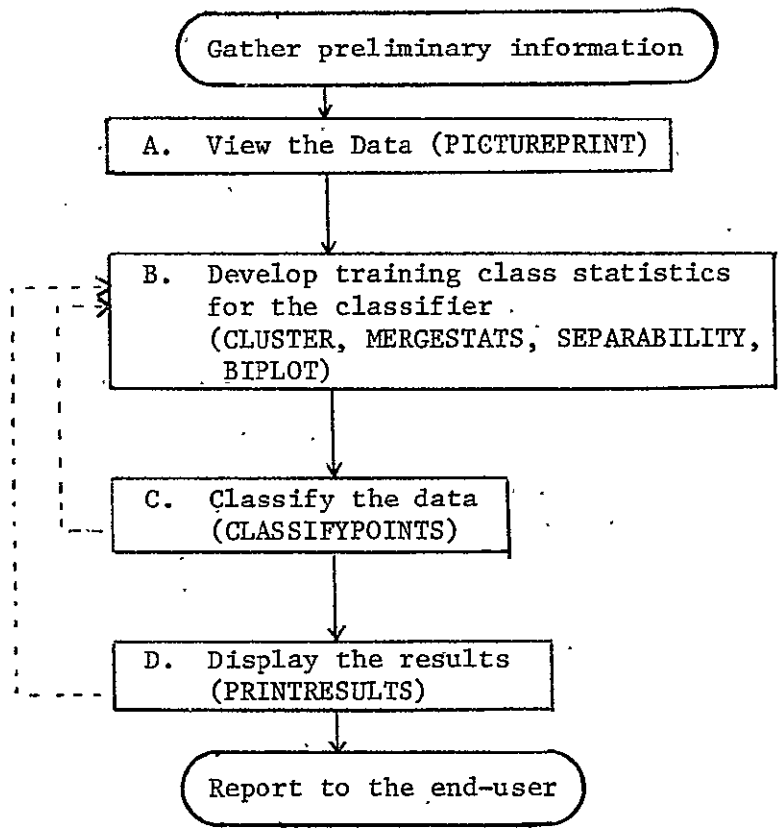 Gather preliminary information
A. View the Data (PICTUREPRINT)
B. Develop training class statistics
for the classifier
(CLUSTER, MERGESTATS, SEPARABILITY,
BIPLOT)
C. Classify the data
(CLASSIFYPOINTS)
D. Display the results
(PRINTRESULTS)
Report to the end-user